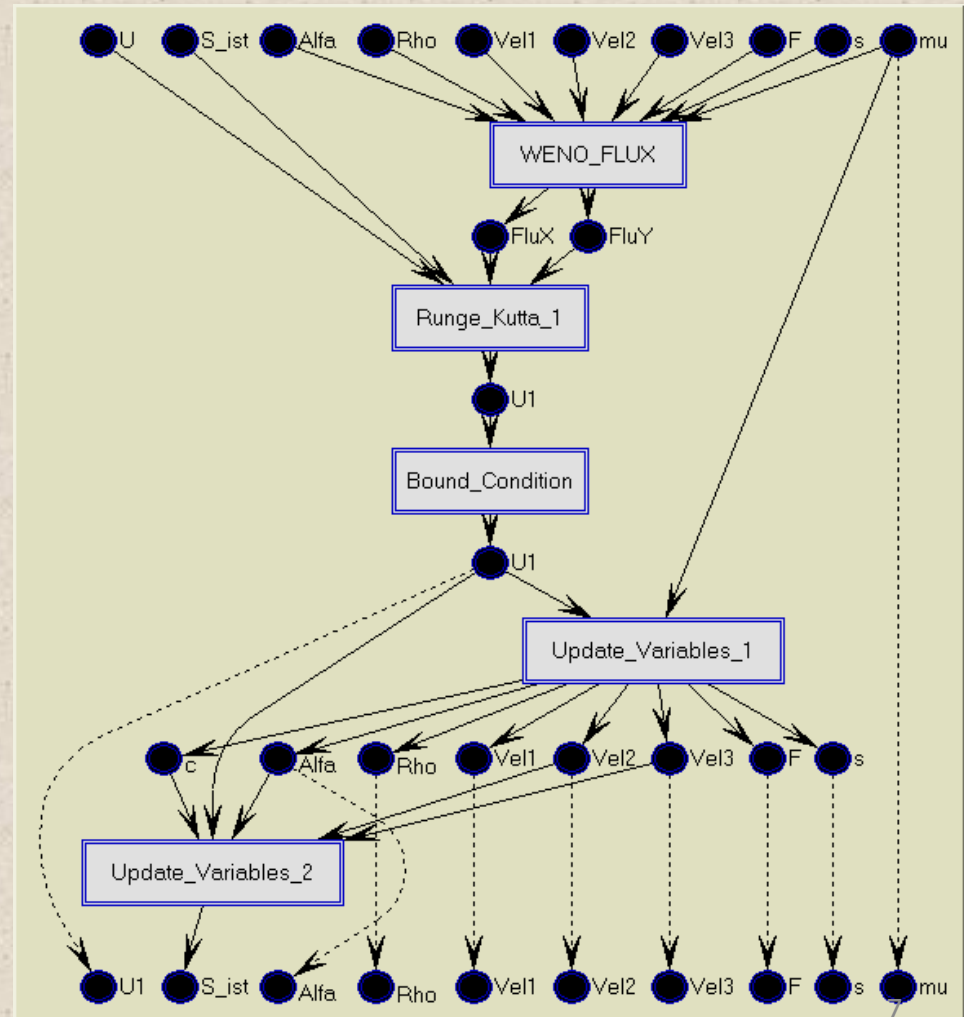 U S_ist Alfa Rho Vel1 Vel2 Vel3 F s mu
WENO_FLUX
FluX FluY
Runge_Kutta_1
U1
Bound_Condition
U1
Update_Variables_1
c Alfa Rho Vel1 Vel2 Vel3 F s
Update_Variables_2
U1 S_ist Alfa Rho Vel1 Vel2 Vel3 F s mu
7